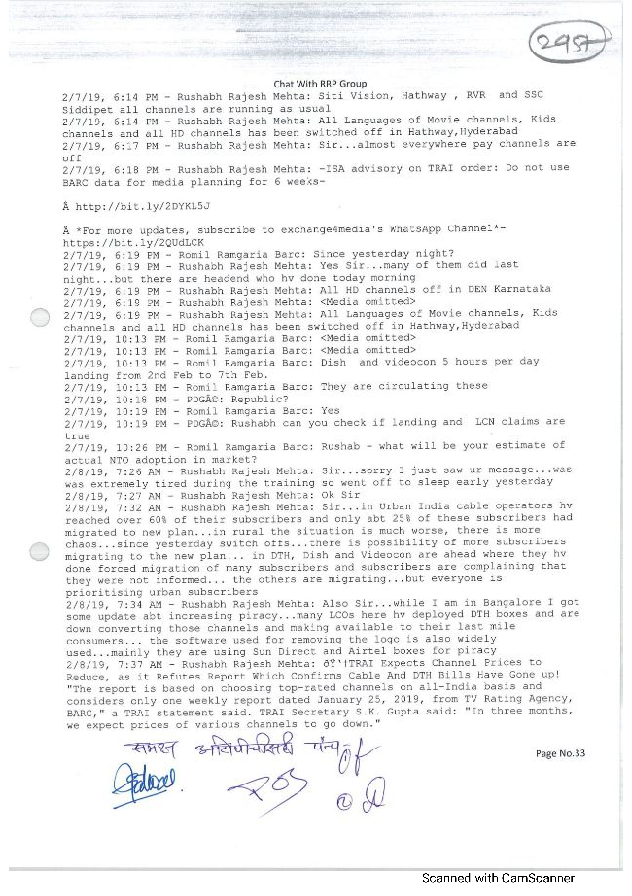 2957
Chat With RRP Group
2/7/19, 6:14 PM - Rushabh Rajesh Mehta: Siti Vision, Hathway , RVR and SSC
Siddipet all channels are running as usual
2/7/19, 6:14 PM - Rushabh Rajesh Mehta: All Languages of Movie channels, Kids
channels and all HD channels has been switched off in Hathway,Hyderabad
2/7/19, 6:17 PM - Rushabh Rajesh Mehta: Sir...almost everywhere pay channels are
off
2/7/19, 6:18 PM - Rushabh Rajesh Mehta: -ISA advisory on TRAI order: Do not use
BARC data for media planning for 6 weeks-
Â http://bit.ly/2DYKL5J
Â *For more updates, subscribe to exchange4media's WhatsApp Channel*-
https://bit.ly/2QUdLCK
2/7/19, 6:19 PM - Romil Ramgaria Barc: Since yesterday night?
2/7/19, 6:19 PM - Rushabh Rajesh Mehta: Yes Sir...many of them did last
night...but there are headend who hv done today morning
2/7/19, 6:19 PM - Rushabh Rajesh Mehta: All HD channels off in DEN Karnataka
2/7/19, 6:19 PM - Rushabh Rajesh Mehta: <Media omitted>
2/7/19, 6:19 PM - Rushabh Rajesh Mehta: All Languages of Movie channels, Kids
channels and all HD channels has been switched off in Hathway,Hyderabad
2/7/19, 10:13 PM - Romil Ramgaria Barc: <Media omitted>
2/7/19, 10:13 PM - Romil Ramgaria Barc: <Media omitted>
2/7/19, 10:13 PM - Romil Ramgaria Barc: Dish and videocon 5 hours per day
landing from 2nd Feb to 7th Feb.
2/7/19, 10:13 PM - Romil Ramgaria Barc: They are circulating these
2/7/19, 10:18 PM - PDGÂ©: Republic?
2/7/19, 10:19 PM - Romil Ramgaria Barc: Yes
2/7/19, 10:19 PM - PDGÂ©: Rushabh can you check if landing and LCN claims are
true
2/7/19, 10:26 PM - Romil Ramgaria Barc: Rushab - what will be your estimate of
actual NTO adoption in market?
2/8/19, 7:26 AM - Rushabh Rajesh Mehta: Sir...sorry I just saw ur message...was
was extremely tired during the training so went off to sleep early yesterday
2/8/19, 7:27 AM - Rushabh Rajesh Mehta: Ok Sir
2/8/19, 7:32 AM - Rushabh Rajesh Mehta: Sir...in Urban India cable operators hv
reached over 60% of their subscribers and only abt 25% of these subscribers had
migrated to new plan...in rural the situation is much worse, there is more
chaos...since yesterday switch offs...there is possibility of more subscribers
migrating to the new plan... in DTH, Dish and Videocon are ahead where they hv
done forced migration of many subscribers and subscribers are complaining that
they were not informed... the others are migrating...but everyone is
prioritising urban subscribers
2/8/19, 7:34 AM - Rushabh Rajesh Mehta: Also Sir...while I am in Bangalore I got
some update abt increasing piracy...many LCOs here hv deployed DTH boxes and are
down converting those channels and making available to their last mile
consumers... the software used for removing the logo is also widely
used...mainly they are using Sun Direct and Airtel boxes for piracy
2/8/19, 7:37 AM - Rushabh Rajesh Mehta: TRAI Expects Channel Prices to
Reduce, as it Refutes Report Which Confirms Cable And DTH Bills Have Gone up!
"The report is based on choosing top-rated channels on all-India basis and
considers only one weekly report dated January 25, 2019, from TV Rating Agency,
BARC," a TRAI statement said. TRAI Secretary S.K. Gupta said: "In three months,
we expect prices of various channels to go down."
समक्ष
Page No.33
Scanned with CamScanner